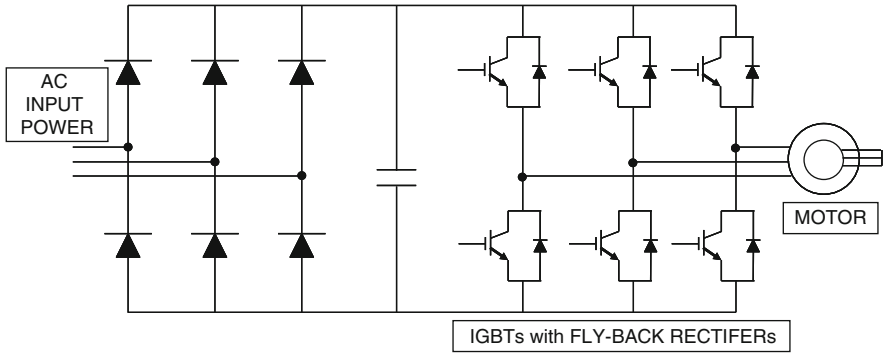 AC
INPUT
POWER
MOTOR
IGBTs with FLY-BACK RECTIFERs